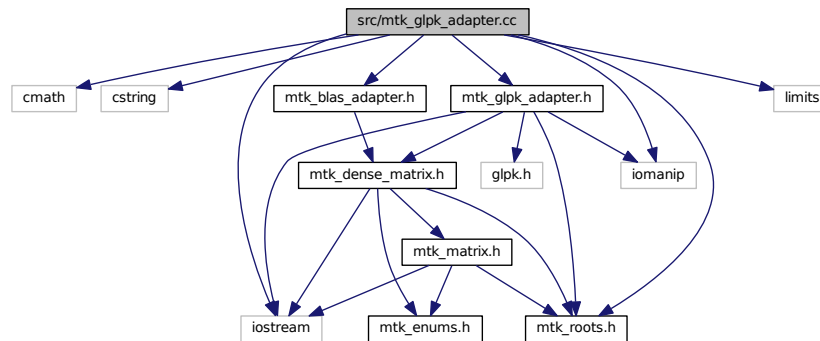 src/mtk_glpk_adapter.cc
cmath
cstring
mtk_blas_adapter.h
mtk_glpk_adapter.h
limits
mtk_dense_matrix.h
glpk.h
iomanip
mtk_matrix.h
iostream
mtk_enums.h
mtk_roots.h